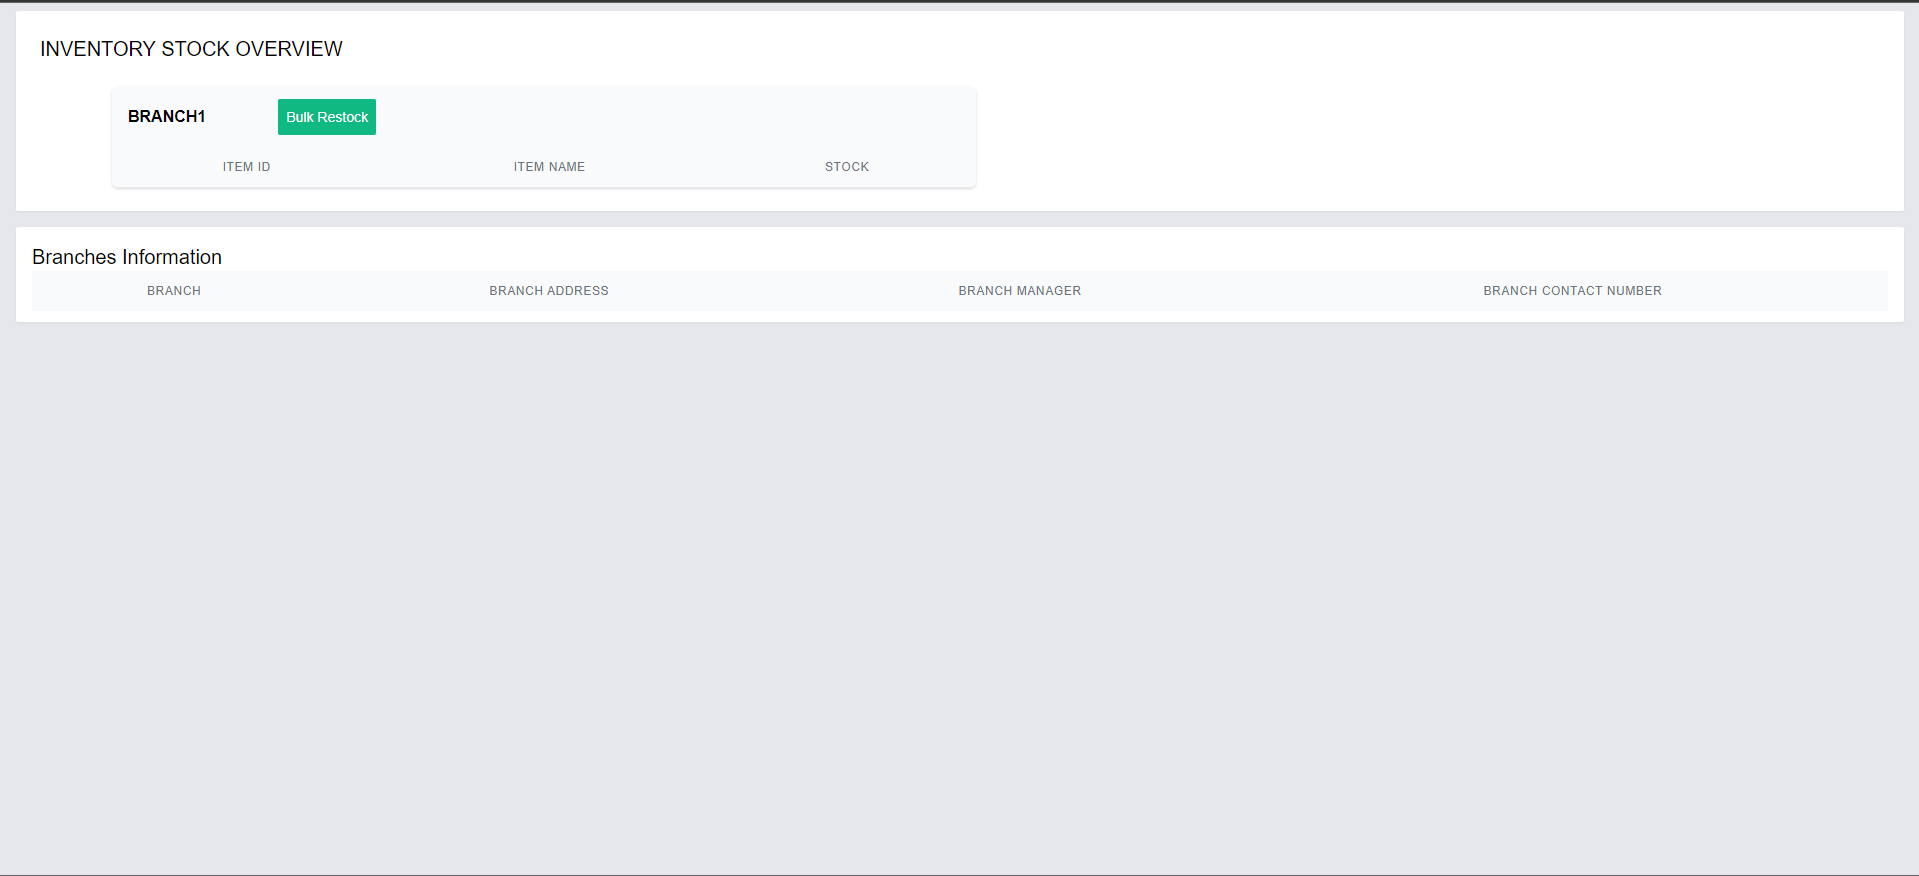 INVENTORY STOCK OVERVIEW
BRANCH1 Bulk Restock
ITEM ID ITEM NAME STOCK
Branches Information
BRANCH BRANCH ADDRESS BRANCH MANAGER BRANCH CONTACT NUMBER